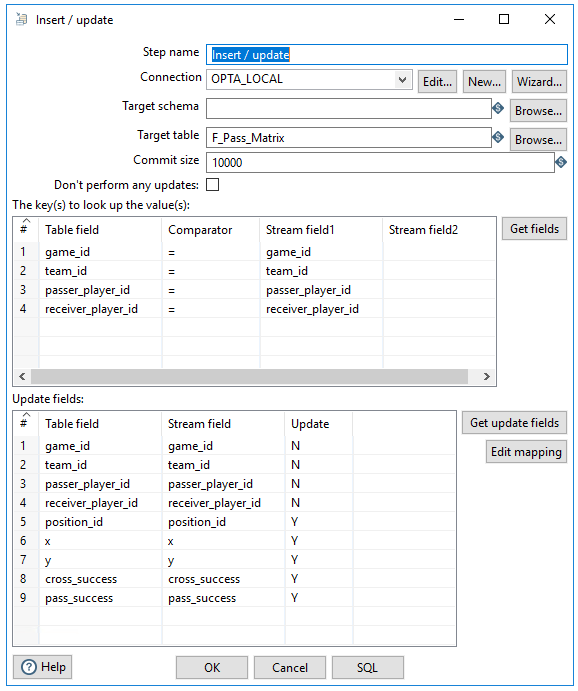 Insert / update
Step name Insert / update
Connection OPTA_LOCAL Edit... New... Wizard...
Target schema Browse...
Target table F_Pass_Matrix Browse...
Commit size 10000
Don't perform any updates:
The key(s) to look up the value(s):
# Table field Comparator Stream field1 Stream field2 Get fields
1 game_id = game_id
2 team_id = team_id
3 passer_player_id = passer_player_id
4 receiver_player_id = receiver_player_id
Update fields:
# Table field Stream field Update Get update fields
1 game_id game_id N Edit mapping
2 team_id team_id N
3 passer_player_id passer_player_id N
4 receiver_player_id receiver_player_id N
5 position_id position_id Y
6 x x Y
7 y y Y
8 cross_success cross_success Y
9 pass_success pass_success Y
? Help OK Cancel SQL